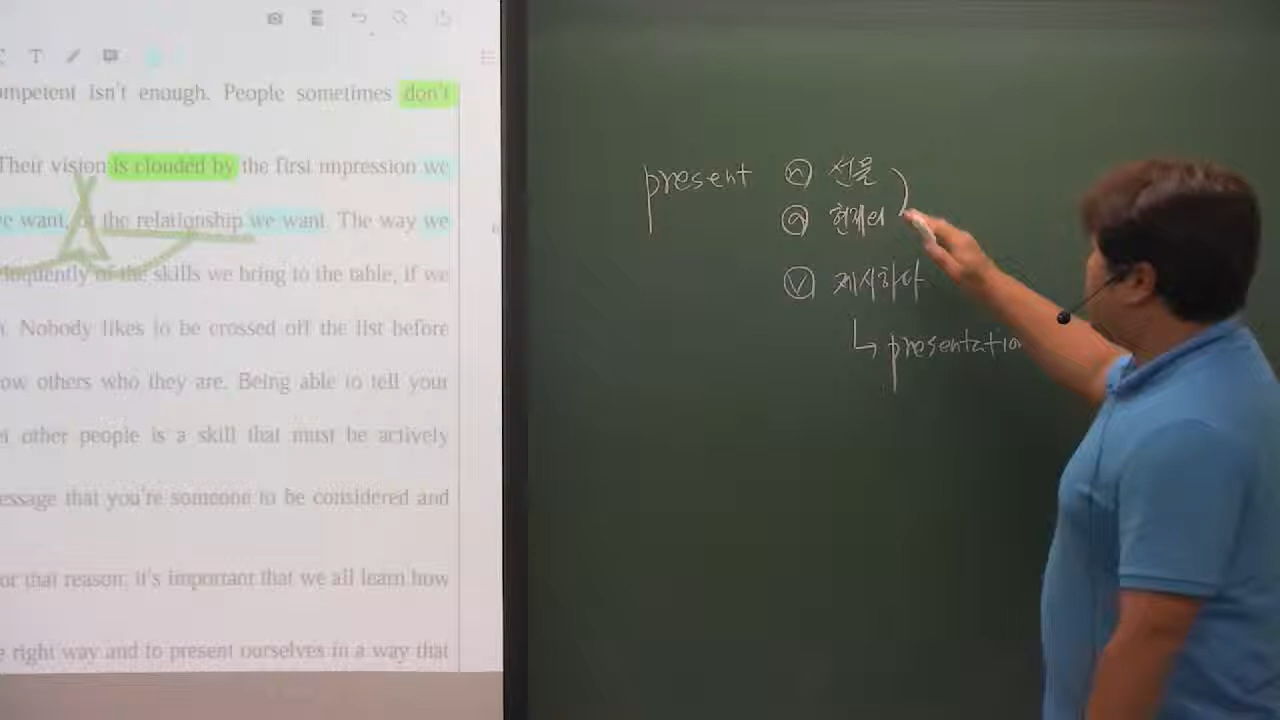 ompetent isn't enough. People sometimes don't
Their vision is clouded by the first impression we
e want, or the relationship we want. The way we
eloquently of the skills we bring to the table, if we
. Nobody likes to be crossed off the list before
ow others who they are. Being able to tell your
other people is a skill that must be actively
essage that you're someone to be considered and
or that reason, it's important that we all learn how
e right way and to present ourselves in a way that
present ⓝ 선물
ⓐ 현재의
ⓥ 제시하다
↳ presentation